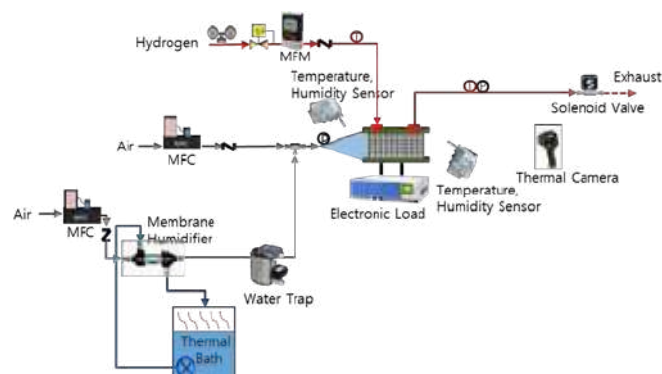 Hydrogen
MFM
Temperature,
Humidity Sensor
Exhaust
Solenoid Valve
Air
MFC
Thermal Camera
Temperature,
Humidity Sensor
Electronic Load
Air
MFC
Membrane
Humidifier
Water Trap
Thermal
Bath